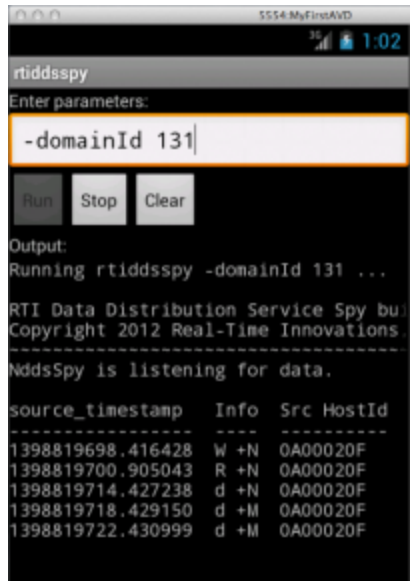 5554:MyFirstAVD
3G 1:02
rtiddsspy
Enter parameters:
-domainId 131
Run Stop Clear
Output:
Running rtiddsspy -domainId 131 ...
RTI Data Distribution Service Spy
Copyright 2012 Real-Time Innovations
-----------------------------------------
NddsSpy is listening for data.
source_timestamp Info Src HostId
----------------- ---- ----------
1398819698.416428 W +N 0A00020F
1398819700.905043 R +N 0A00020F
1398819714.427238 d +N 0A00020F
1398819718.429150 d +M 0A00020F
1398819722.430999 d +M 0A00020F